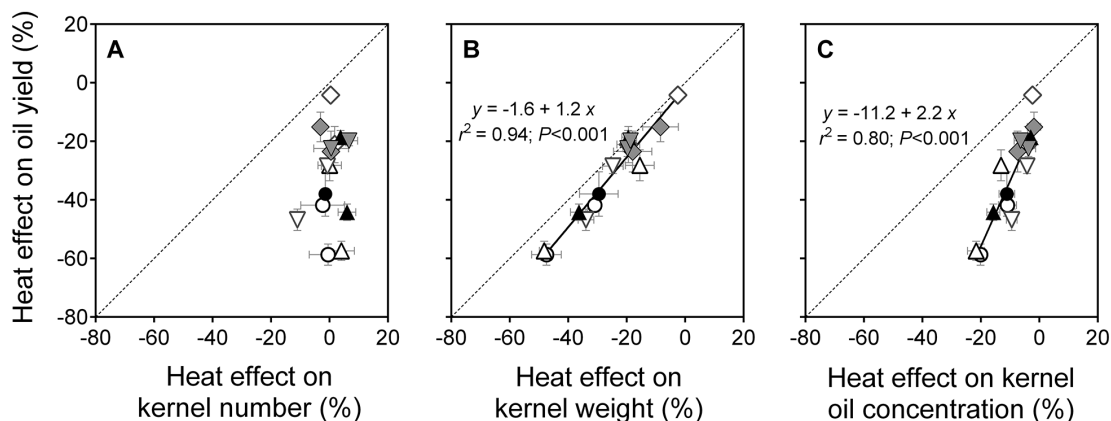 Heat effect on oil yield (%)
20
0
-20
-40
-60
-80
A
-80 -60 -40 -20 0 20
Heat effect on
kernel number (%)
B
y = -1.6 + 1.2 x
r² = 0.94; P<0.001
-80 -60 -40 -20 0 20
Heat effect on
kernel weight (%)
C
y = -11.2 + 2.2 x
r² = 0.80; P<0.001
-80 -60 -40 -20 0 20
Heat effect on kernel
oil concentration (%)